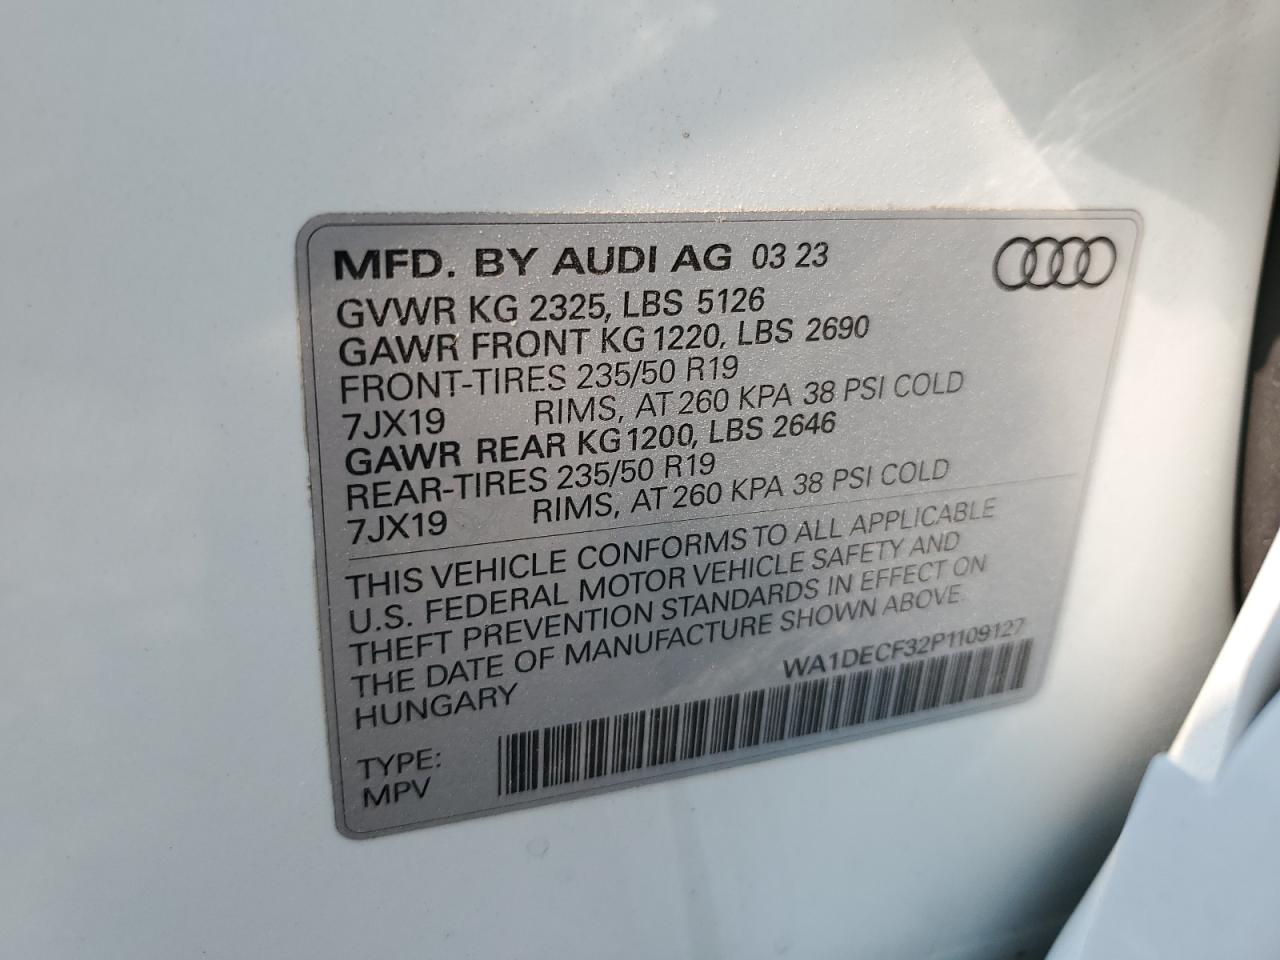 MFD. BY AUDI AG 03 23
GVWR KG 2325, LBS 5126
GAWR FRONT KG 1220, LBS 2690
FRONT-TIRES 235/50 R19
7JX19 RIMS, AT 260 KPA 38 PSI COLD
GAWR REAR KG 1200, LBS 2646
REAR-TIRES 235/50 R19
7JX19 RIMS, AT 260 KPA 38 PSI COLD
THIS VEHICLE CONFORMS TO ALL APPLICABLE
U.S. FEDERAL MOTOR VEHICLE SAFETY AND
THEFT PREVENTION STANDARDS IN EFFECT ON
THE DATE OF MANUFACTURE SHOWN ABOVE.
HUNGARY WA1DECF32P1109127
TYPE:
MPV